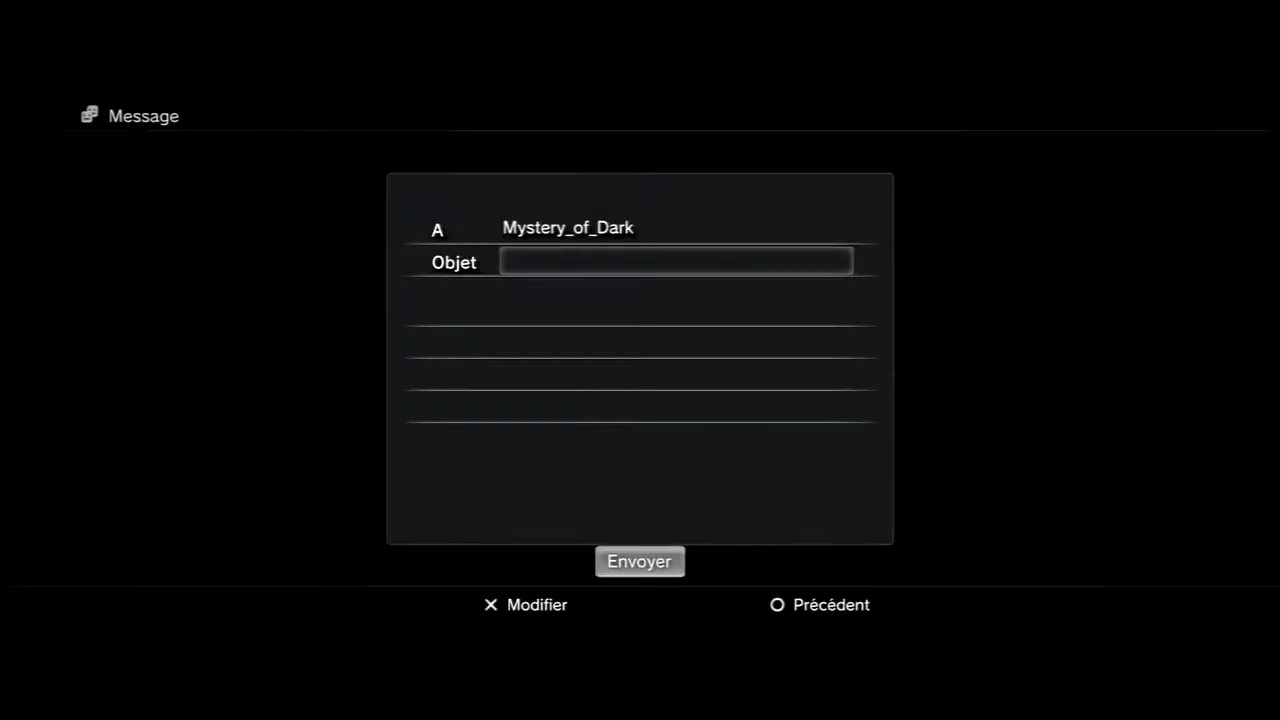 Message
A Mystery_of_Dark
Objet
Envoyer
X Modifier O Précédent